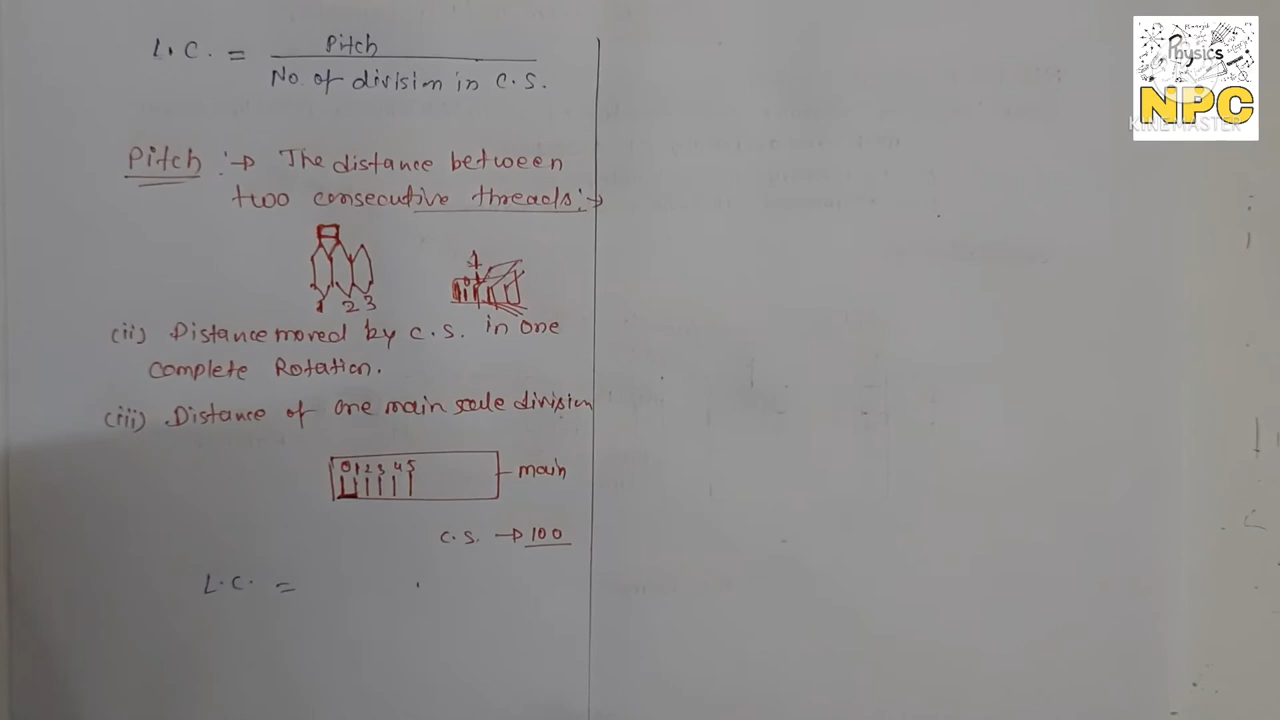 L.C. = Pitch
No. of division in C.S.
Pitch :→ The distance between
two consecutive threads:→
1 2 3
1
(ii) Distance moved by C.S. in one
Complete Rotation.
(iii) Distance of one main scale division
0 1 2 3 4 5
main
C.S. → 100
L.C. =
Physics
NPC
KINEMASTER